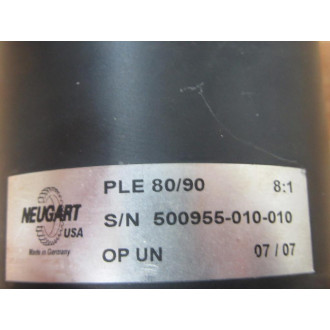 PLE 80/90 8:1
NEUGART
USA
Made in Germany
S/N 500955-010-010
OP UN 07 / 07